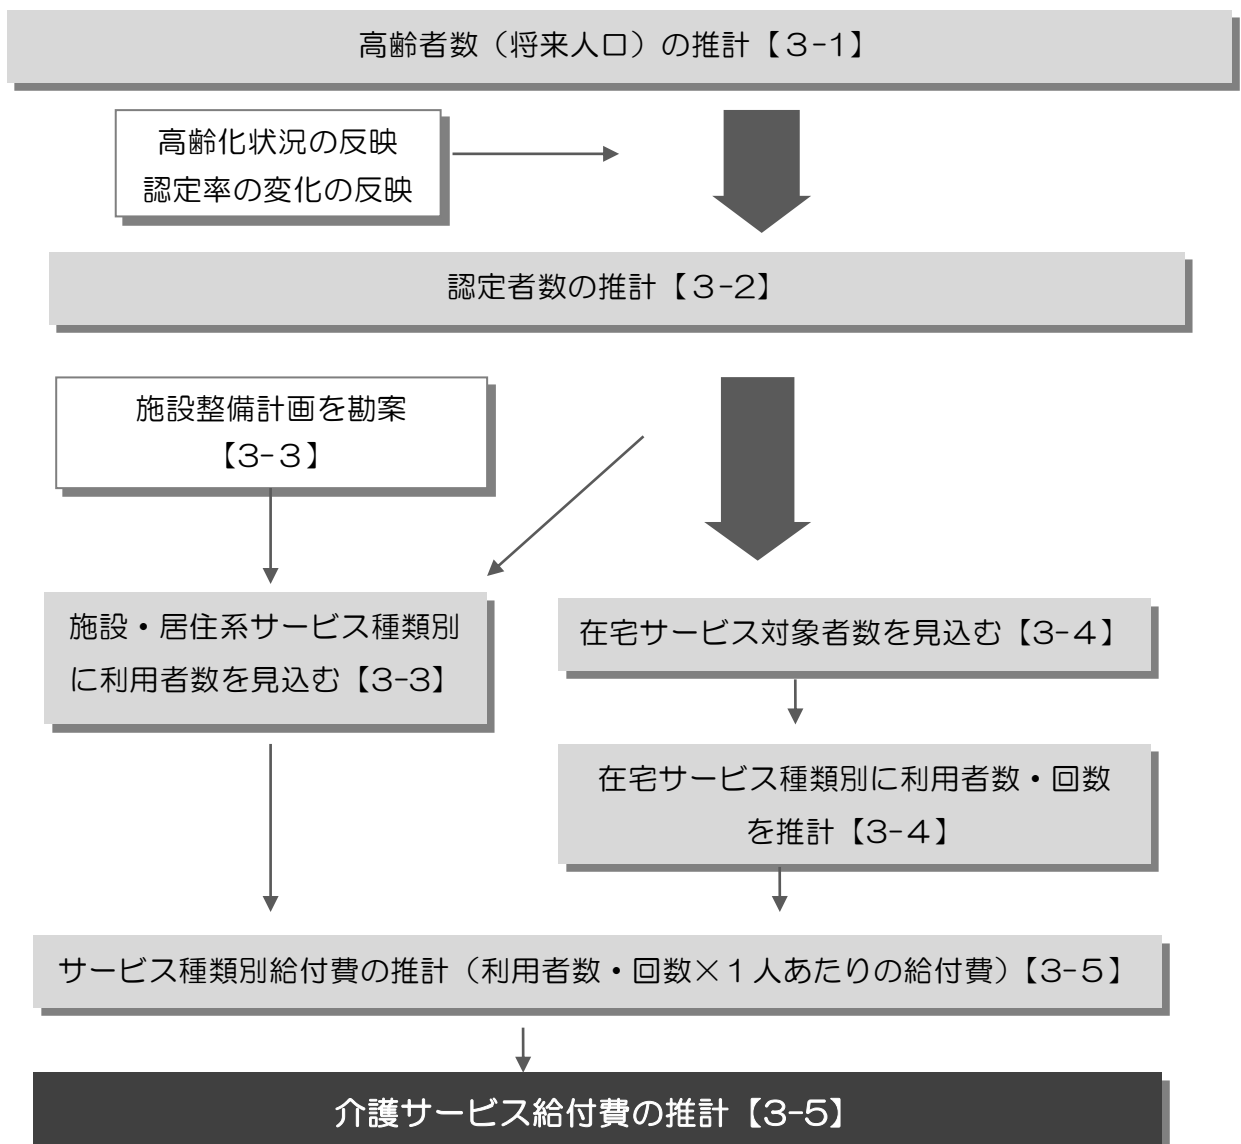 高齢者数（将来人口）の推計【３-1】
高齢化状況の反映
認定率の変化の反映
認定者数の推計【３-2】
施設整備計画を勘案
【3-３】
施設・居住系サービス種類別
に利用者数を見込む【3-3】
在宅サービス対象者数を見込む【3-４】
在宅サービス種類別に利用者数・回数
を推計【3-４】
サービス種類別給付費の推計（利用者数・回数×１人あたりの給付費）【3-５】
介護サービス給付費の推計【3-5】